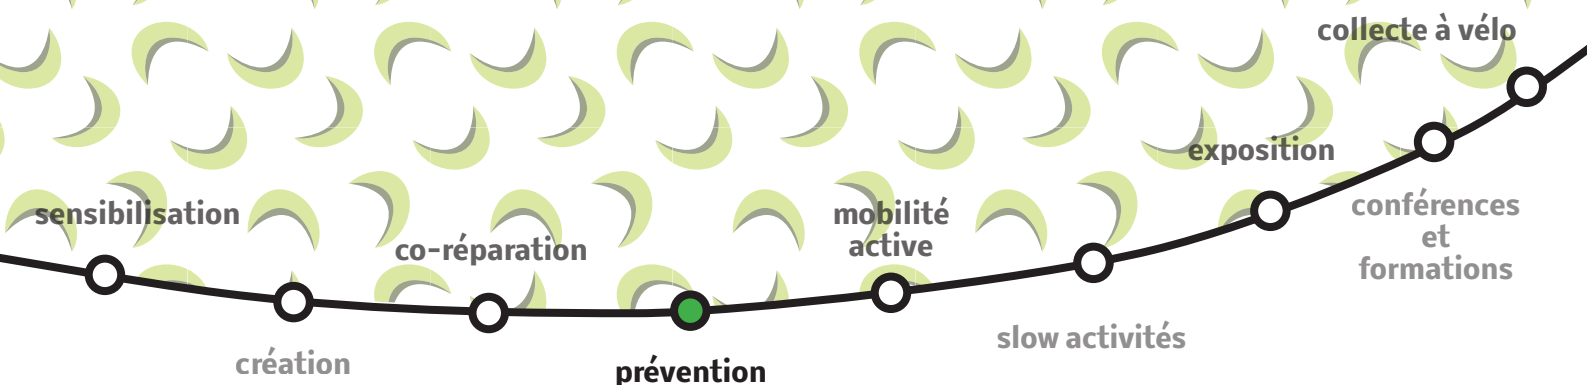 collecte à vélo
exposition
sensibilisation
mobilité
active
co-réparation
conférences
et
formations
slow activités
création
prévention